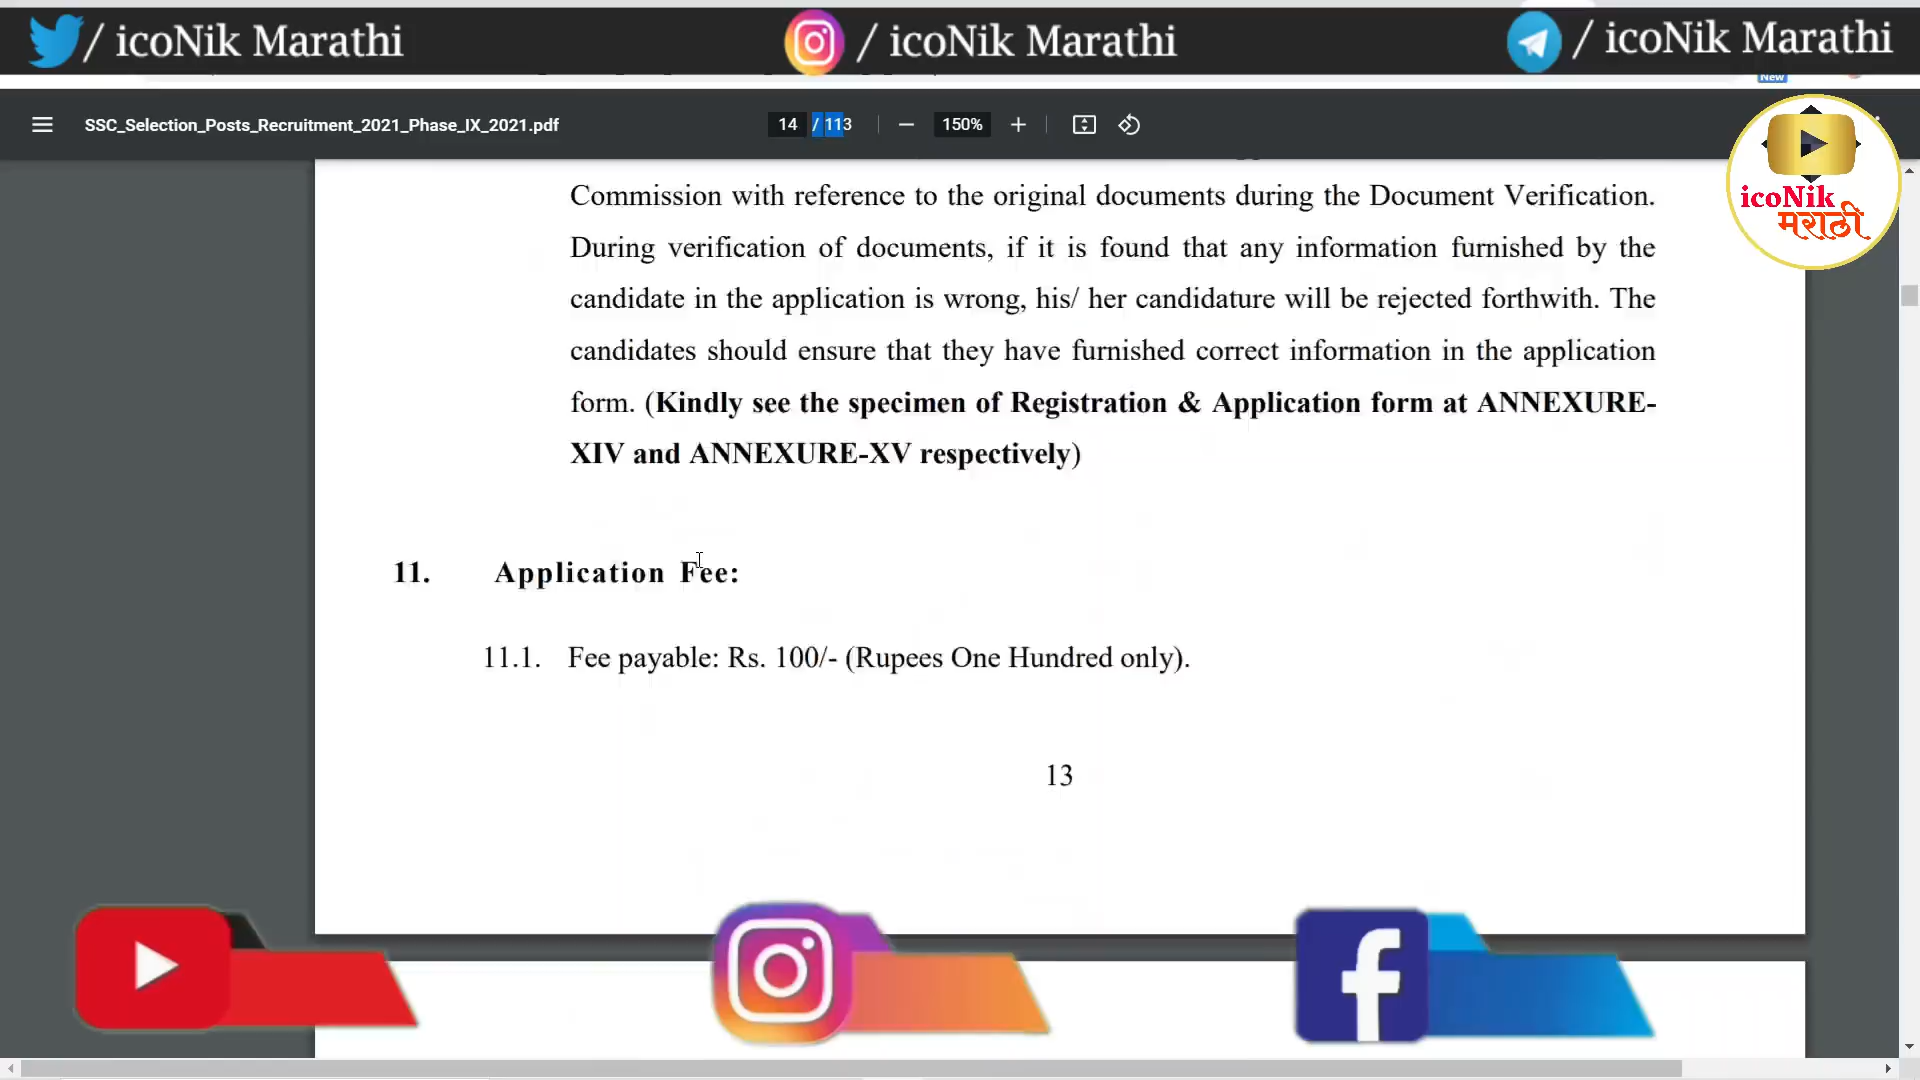 / icoNik Marathi
/ icoNik Marathi
/ icoNik Marathi
New
SSC_Selection_Posts_Recruitment_2021_Phase_IX_2021.pdf
14 / 113
150%
icoNik
मराठी
Commission with reference to the original documents during the Document Verification.
During verification of documents, if it is found that any information furnished by the
candidate in the application is wrong, his/ her candidature will be rejected forthwith. The
candidates should ensure that they have furnished correct information in the application
form. (Kindly see the specimen of Registration & Application form at ANNEXURE-
XIV and ANNEXURE-XV respectively)
11. Application Fee:
11.1. Fee payable: Rs. 100/- (Rupees One Hundred only).
13